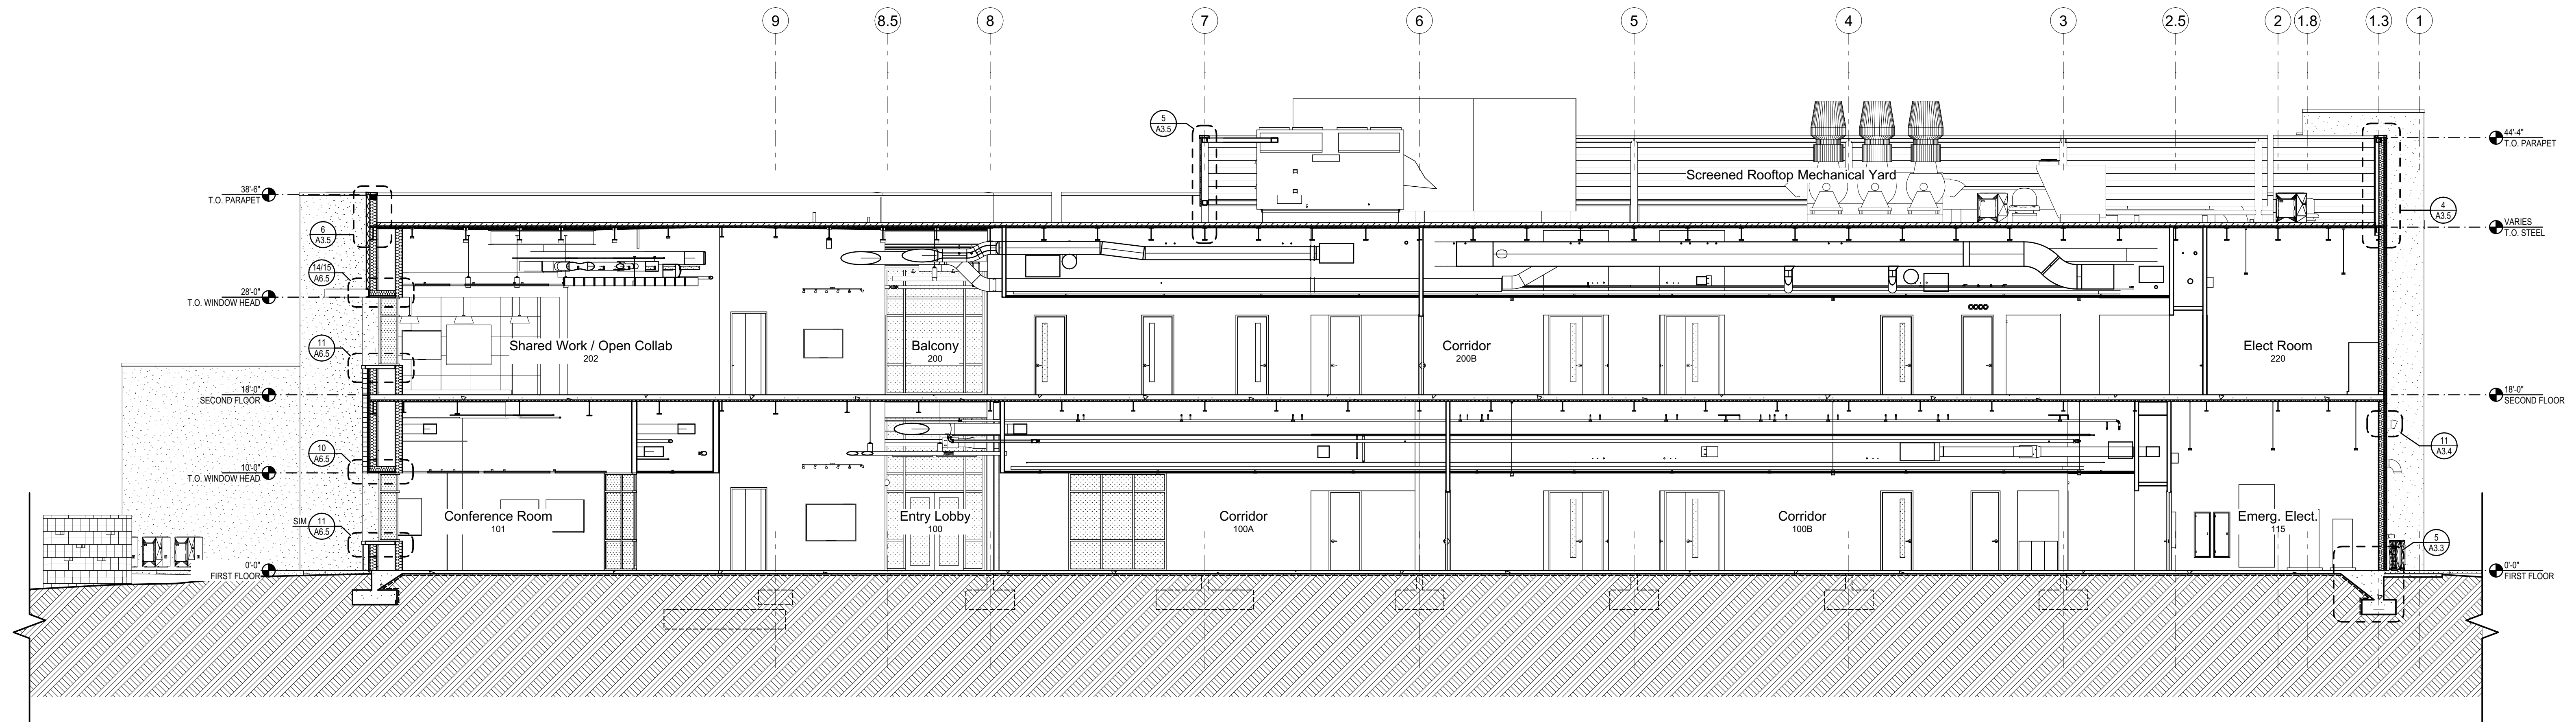 9
8.5
8
7
6
5
4
3
2.5
2
1.8
1.3
1
5
A3.5
44'-4"
T.O. PARAPET
Screened Rooftop Mechanical Yard
38'-6"
T.O. PARAPET
4
A3.5
VARIES
T.O. STEEL
6
A3.5
14/15
A6.5
28'-0"
T.O. WINDOW HEAD
11
A6.5
Shared Work / Open Collab
202
Balcony
200
Corridor
200B
Elect Room
220
18'-0"
SECOND FLOOR
18'-0"
SECOND FLOOR
11
A3.4
10
A6.5
10'-0"
T.O. WINDOW HEAD
SIM
11
A6.5
Conference Room
101
Entry Lobby
100
Corridor
100A
Corridor
100B
Emerg. Elect.
115
5
A3.3
0'-0"
FIRST FLOOR
0'-0"
FIRST FLOOR